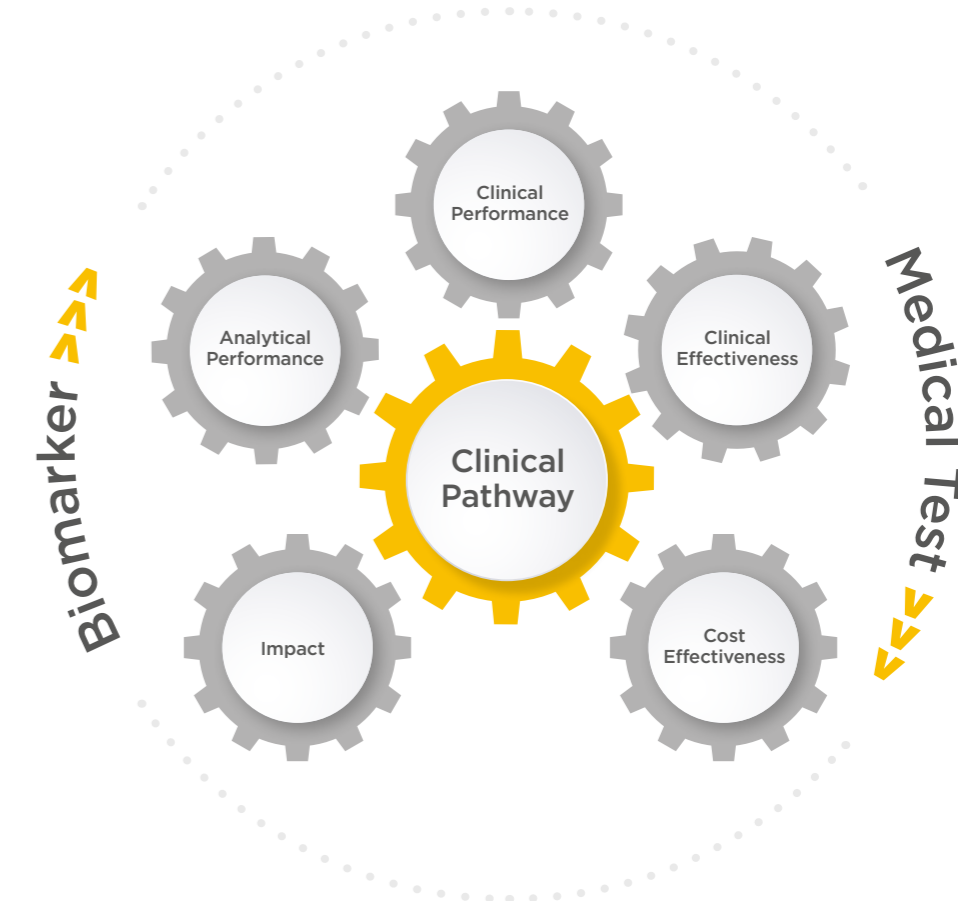 Clinical
Performance
Analytical
Performance
Clinical
Effectiveness
Clinical
Pathway
Impact
Cost
Effectiveness
Biomarker
Medical Test